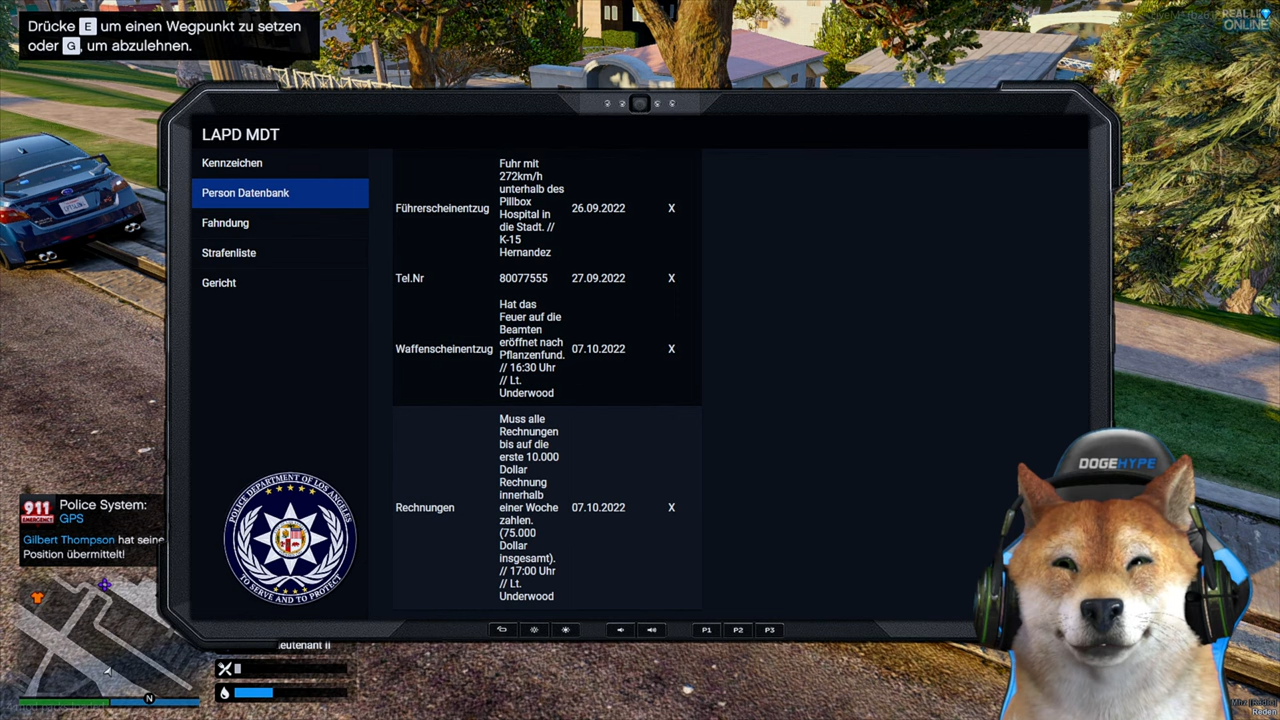 Drücke E um einen Wegpunkt zu setzen
oder G, um abzulehnen.
REAL LIFE
ONLINE
LAPD MDT
Kennzeichen
Person Datenbank
Fahndung
Strafenliste
Gericht
Führerscheinentzug
Fuhr mit
272km/h
unterhalb des
Pillbox
Hospital in
die Stadt. //
K-15
Hernandez
26.09.2022
X
Tel.Nr
80077555
27.09.2022
X
Waffenscheinentzug
Hat das
Feuer auf die
Beamten
eröffnet nach
Pflanzenfund.
// 16:30 Uhr
// Lt.
Underwood
07.10.2022
X
Rechnungen
Muss alle
Rechnungen
bis auf die
erste 10.000
Dollar
Rechnung
innerhalb
einer Woche
zahlen.
(75.000
Dollar
insgesamt).
// 17:00 Uhr
// Lt.
Underwood
07.10.2022
X
POLICE DEPARTMENT OF LOS ANGELES
TO SERVE AND TO PROTECT
911
EMERGENCY
Police System:
GPS
Gilbert Thompson hat seine
Position übermittelt!
N
eutenant II
P1
P2
P3
DOGEHYPE
Reden